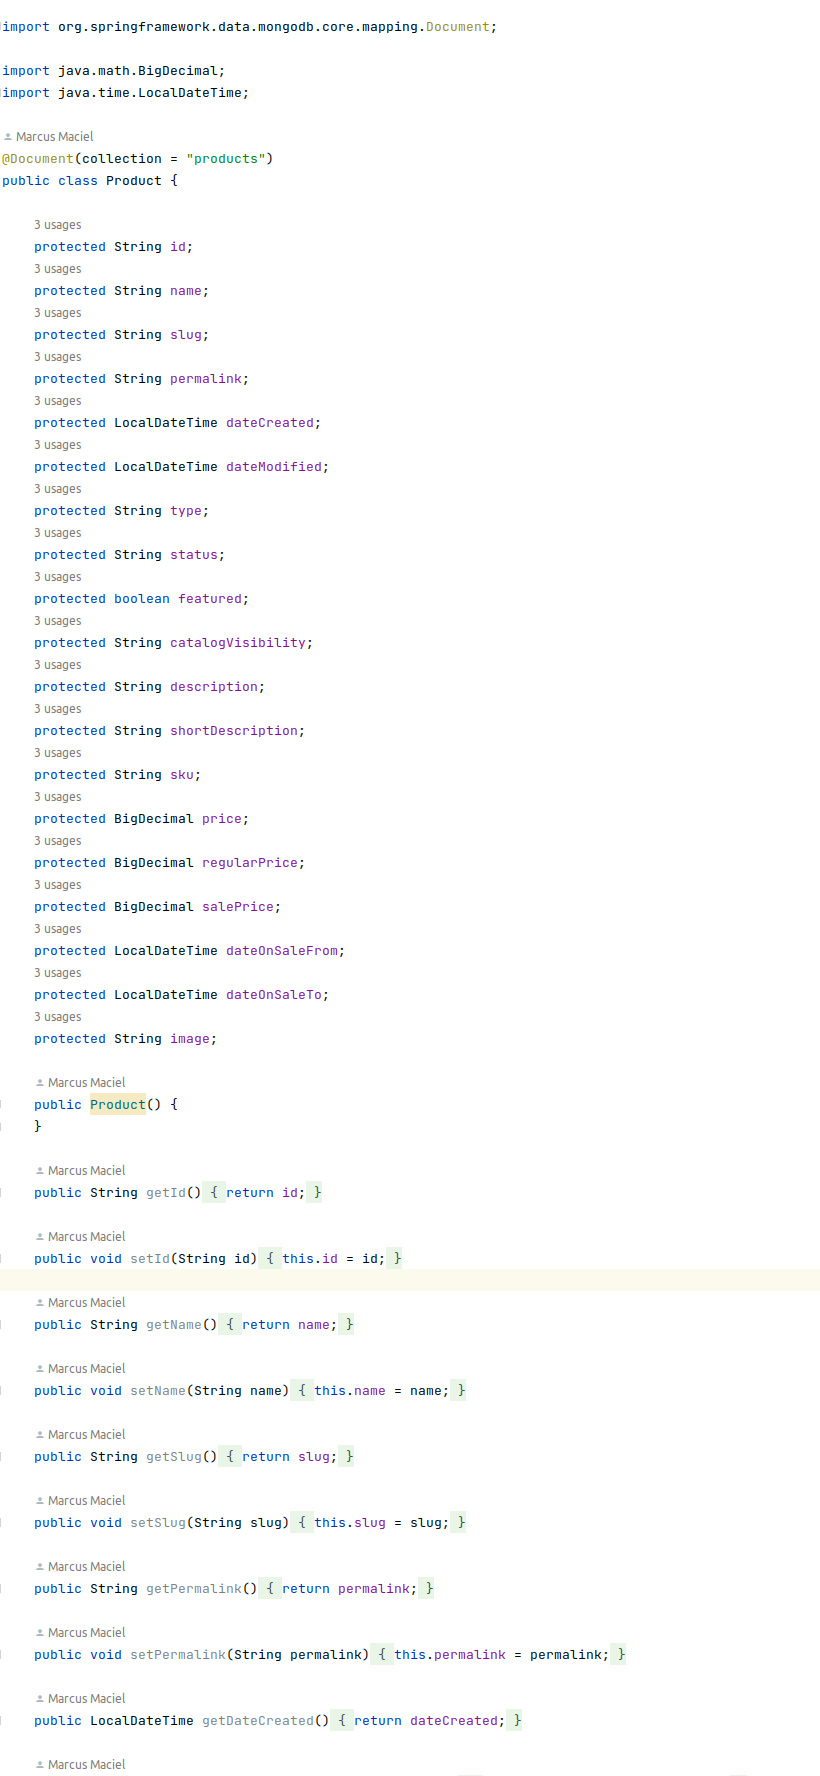 import org.springframework.data.mongodb.core.mapping.Document;
import java.math.BigDecimal;
import java.time.LocalDateTime;
Marcus Maciel
@Document(collection = "products")
public class Product {
3 usages
protected String id;
3 usages
protected String name;
3 usages
protected String slug;
3 usages
protected String permalink;
3 usages
protected LocalDateTime dateCreated;
3 usages
protected LocalDateTime dateModified;
3 usages
protected String type;
3 usages
protected String status;
3 usages
protected boolean featured;
3 usages
protected String catalogVisibility;
3 usages
protected String description;
3 usages
protected String shortDescription;
3 usages
protected String sku;
3 usages
protected BigDecimal price;
3 usages
protected BigDecimal regularPrice;
3 usages
protected BigDecimal salePrice;
3 usages
protected LocalDateTime dateOnSaleFrom;
3 usages
protected LocalDateTime dateOnSaleTo;
3 usages
protected String image;
Marcus Maciel
public Product() {
}
Marcus Maciel
public String getId() { return id; }
Marcus Maciel
public void setId(String id) { this.id = id; }
Marcus Maciel
public String getName() { return name; }
Marcus Maciel
public void setName(String name) { this.name = name; }
Marcus Maciel
public String getSlug() { return slug; }
Marcus Maciel
public void setSlug(String slug) { this.slug = slug; }
Marcus Maciel
public String getPermalink() { return permalink; }
Marcus Maciel
public void setPermalink(String permalink) { this.permalink = permalink; }
Marcus Maciel
public LocalDateTime getDateCreated() { return dateCreated; }
Marcus Maciel